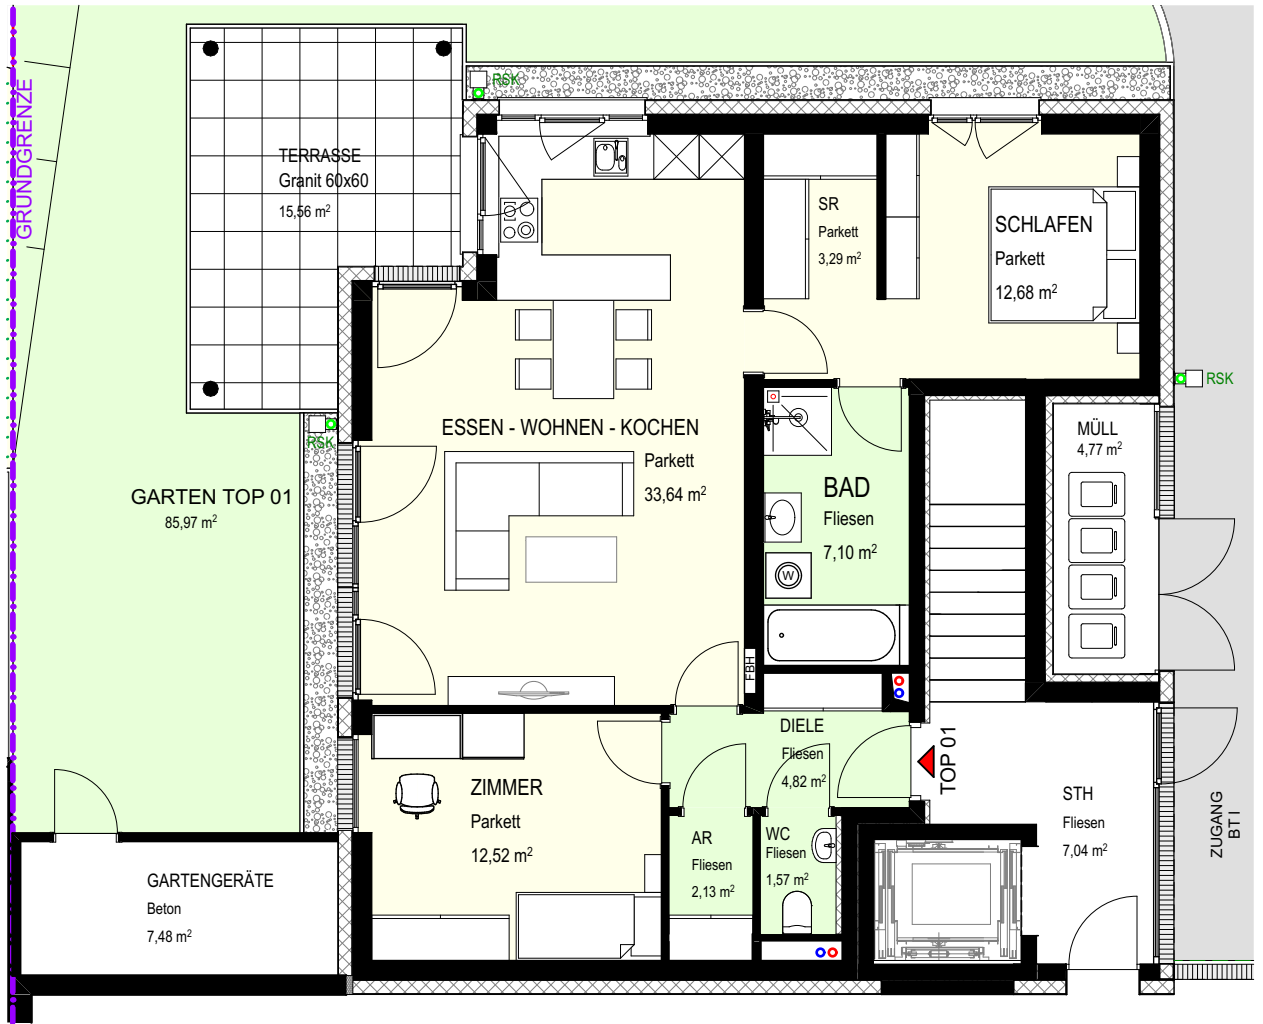 RSK
GRUNDGRENZE
TERRASSE
Granit 60x60
15,56 m²
SR
Parkett
3,29 m²
SCHLAFEN
Parkett
12,68 m²
RSK
RSK
ESSEN - WOHNEN - KOCHEN
Parkett
33,64 m²
MÜLL
4,77 m²
BAD
Fliesen
7,10 m²
GARTEN TOP 01
85,97 m²
W
FBH
DIELE
Fliesen
4,82 m²
TOP 01
ZIMMER
Parkett
12,52 m²
STH
Fliesen
7,04 m²
ZUGANG
BT I
AR
Fliesen
2,13 m²
WC
Fliesen
1,57 m²
GARTENGERÄTE
Beton
7,48 m²